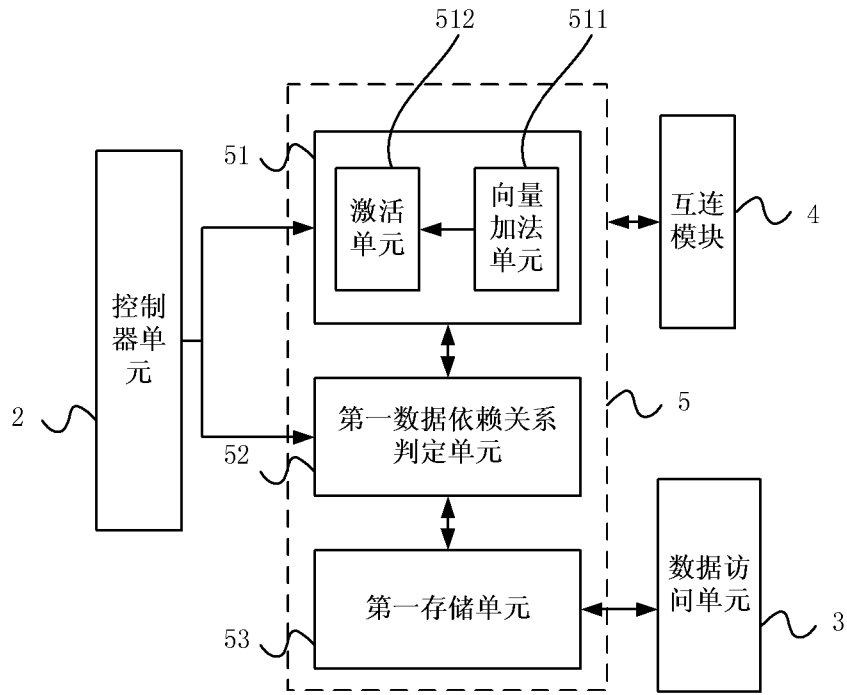 512
511
51
激活
单元
向量
加法
单元
互连
模块
4
控制
器单
元
2
第一数据依赖关系
判定单元
5
52
第一存储单元
53
数据访
问单元
3